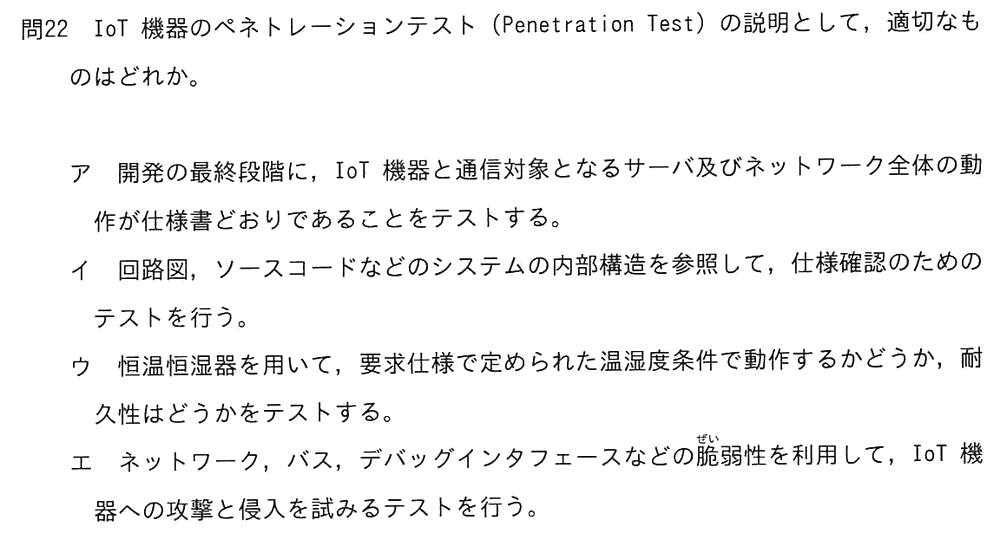 問22 IoT 機器のペネトレーションテスト（Penetration Test）の説明として，適切なも
のはどれか。
ア 開発の最終段階に，IoT 機器と通信対象となるサーバ及びネットワーク全体の動
作が仕様書どおりであることをテストする。
イ 回路図，ソースコードなどのシステムの内部構造を参照して，仕様確認のための
テストを行う。
ウ 恒温恒湿器を用いて，要求仕様で定められた温湿度条件で動作するかどうか，耐
久性はどうかをテストする。
ぜい
エ ネットワーク，バス，デバッグインタフェースなどの脆弱性を利用して，IoT 機
器への攻撃と侵入を試みるテストを行う。